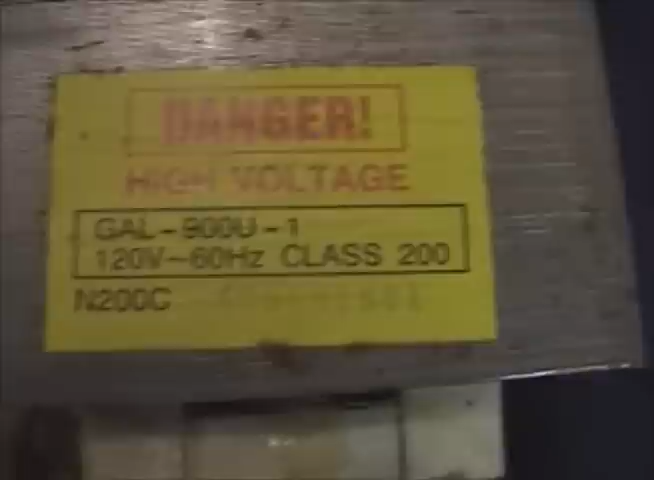 DANGER!
HIGH VOLTAGE
GAL-900U-1
120V~60Hz CLASS 200
N200C